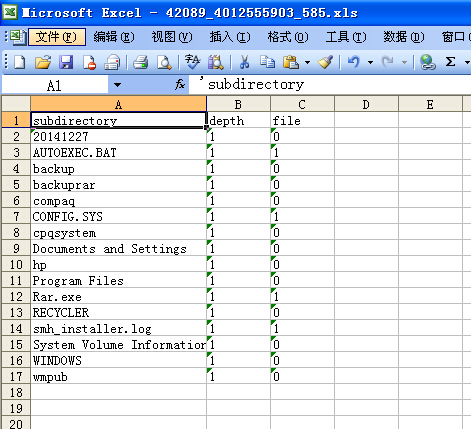 Microsoft Excel - 42089_4012555903_585.xls
文件(F) 编辑(E) 视图(V) 插入(I) 格式(O) 工具(T) 数据(D) 窗口
A1 fx 'subdirectory
A B C D E
1 subdirectory depth file
2 20141227 1 0
3 AUTOEXEC.BAT 1 1
4 backup 1 0
5 backuprar 1 0
6 compaq 1 0
7 CONFIG.SYS 1 1
8 cpqsystem 1 0
9 Documents and Settings 1 0
10 hp 1 0
11 Program Files 1 0
12 Rar.exe 1 1
13 RECYCLER 1 0
14 smh_installer.log 1 1
15 System Volume Information 1 0
16 WINDOWS 1 0
17 wmpub 1 0
18
19
20